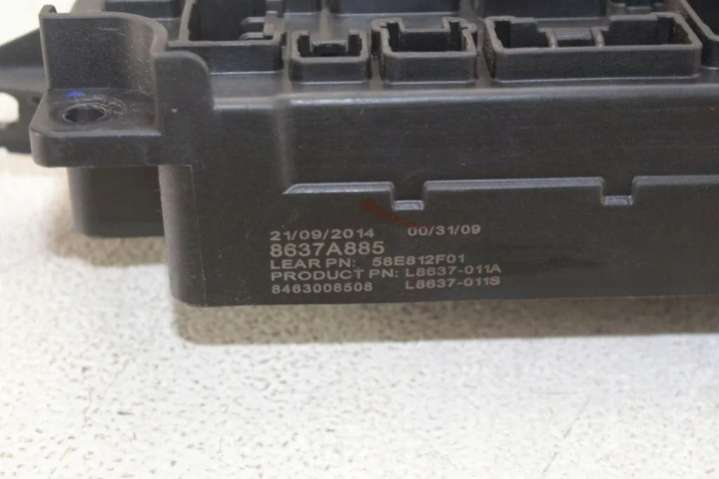 21/09/2014 00/31/09
8637A885
LEAR PN: 58E812F01
PRODUCT PN: L8637-011A
8463008508 L8637-011S